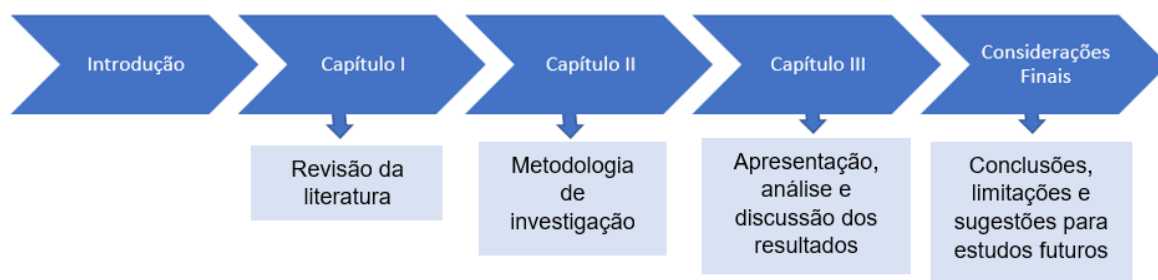 Introdução
Capítulo I
Capítulo II
Capítulo III
Considerações
Finais
Revisão da
literatura
Metodologia
de
investigação
Apresentação,
análise e
discussão dos
resultados
Conclusões,
limitações e
sugestões para
estudos futuros